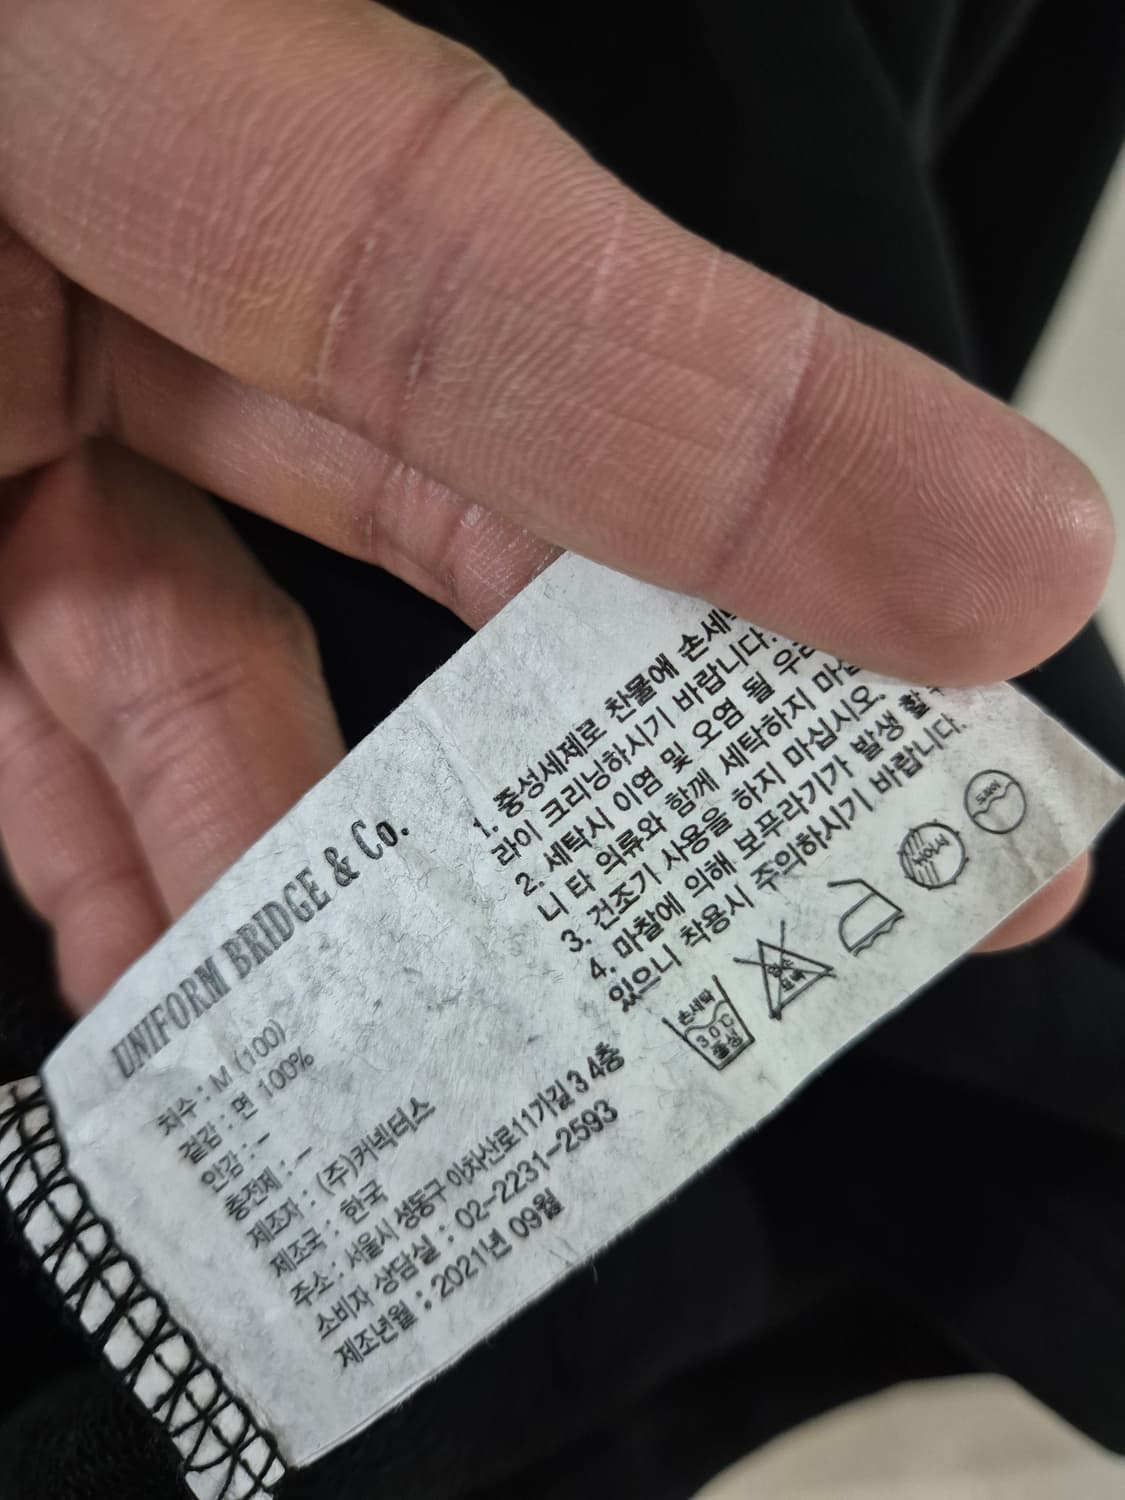 UNIFORM BRIDGE & Co.
치수 : M (100)
겉감 : 면 100%
안감 : -
충전제 : -
제조자 : (주)커넥터스
제조국 : 한국
주소 : 서울시 성동구 아차산로11가길 3 4층
소비자 상담실 : 02-2231-2593
제조년월 : 2021년 09월
1. 중성세제로 찬물에
라이 크리닝하시기 바랍니다.
2. 세탁시 이염 및 오염 될
니 타 의류와 함께 세탁하지
3. 건조기 사용을 하지 마십시오.
4. 마찰에 의해 보푸라기가 발생 할
있으니 착용시 주의하시기 바랍니다.
손세탁
30℃
중성